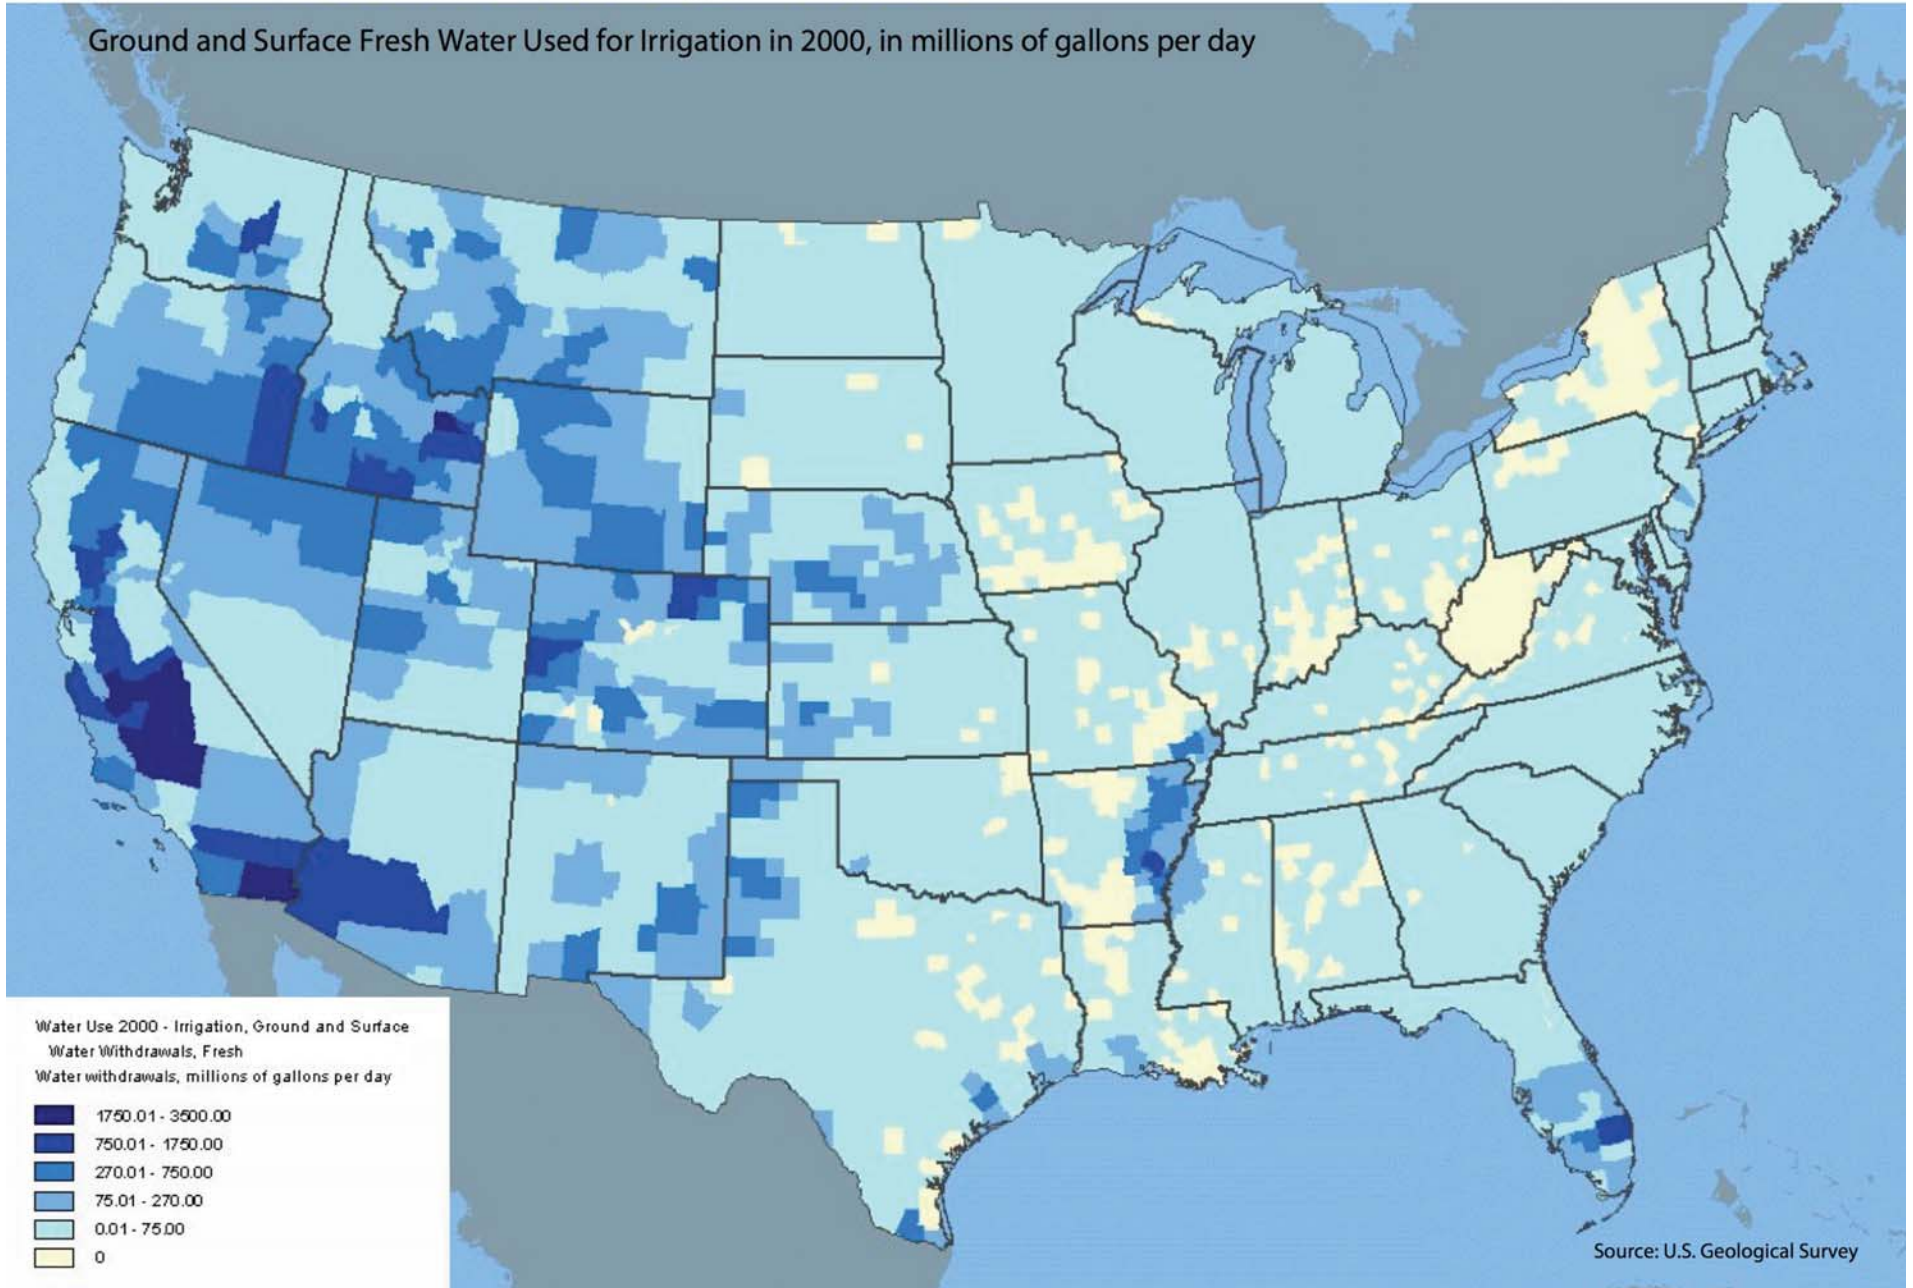 Ground and Surface Fresh Water Used for Irrigation in 2000, in millions of gallons per day
Water Use 2000 - Irrigation, Ground and Surface
Water Withdrawals, Fresh
Water withdrawals, millions of gallons per day
1750.01 - 3500.00
750.01 - 1750.00
270.01 - 750.00
75.01 - 270.00
0.01 - 75.00
0
Source: U.S. Geological Survey